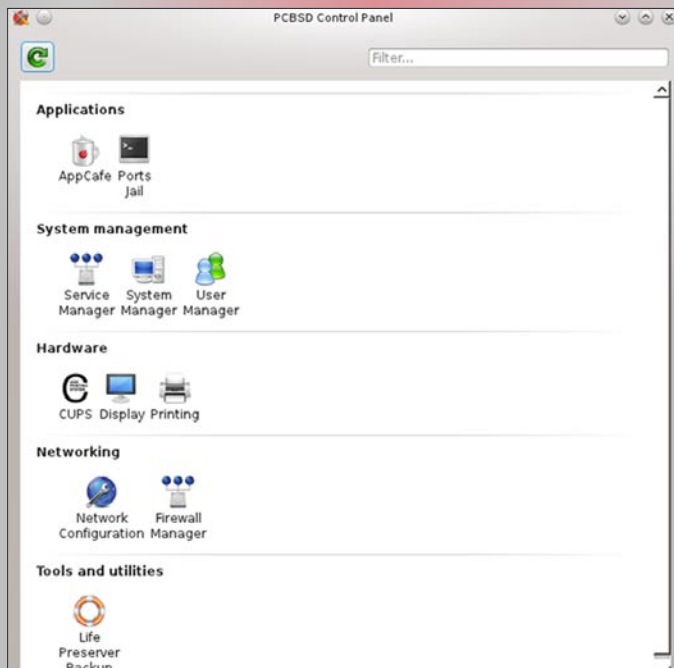 PCBSD Control Panel
Filter...
Applications
AppCafe Ports
Jail
System management
Service System User
Manager Manager Manager
Hardware
CUPS Display Printing
Networking
Network Firewall
Configuration Manager
Tools and utilities
Life
Preserver
Backup